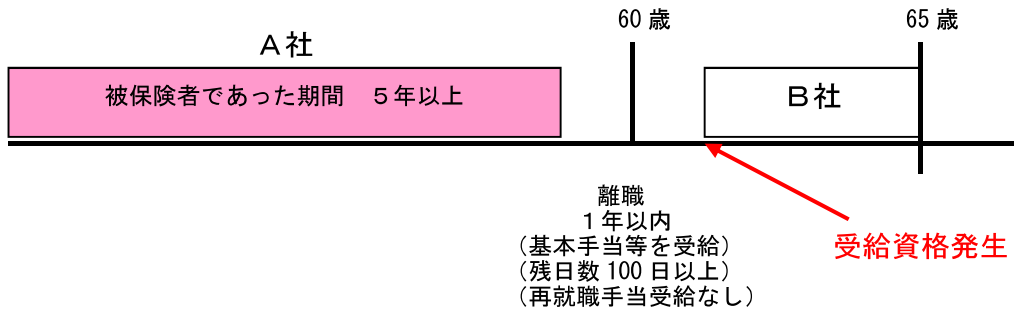 60歳
65歳
A社
被保険者であった期間　5年以上
B社
離職
1年以内
(基本手当等を受給)
(残日数100日以上)
(再就職手当受給なし)
受給資格発生